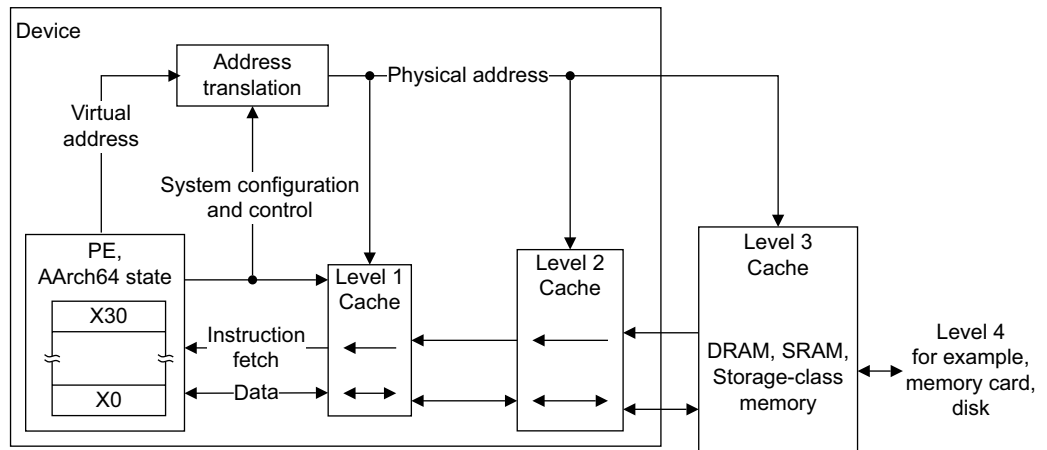 Device
Address
translation
Physical address
Virtual
address
System configuration
and control
PE,
AArch64 state
X30
X0
Instruction
fetch
Data
Level 1
Cache
Level 2
Cache
Level 3
Cache
DRAM, SRAM,
Storage-class
memory
Level 4
for example,
memory card,
disk